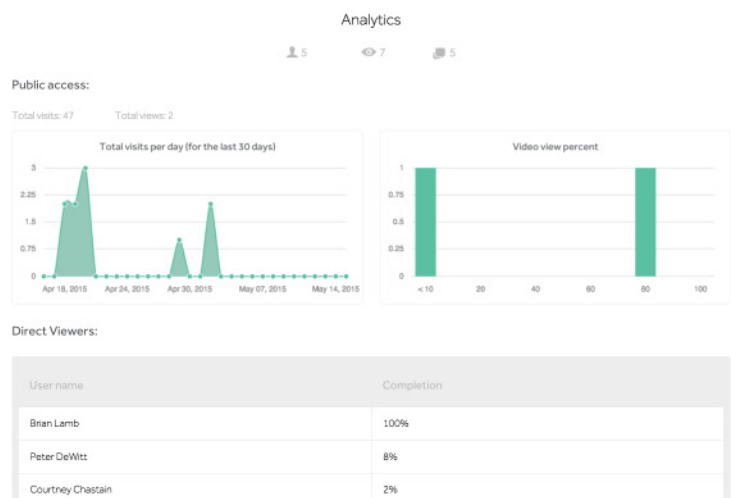 Analytics
5 7 5
Public access:
Total visits: 47 Total views: 2
Total visits per day (for the last 30 days)
3
2.25
1.5
0.75
0
Apr 18, 2015 Apr 24, 2015 Apr 30, 2015 May 07, 2015 May 14, 2015
Video view percent
1
0.75
0.5
0.25
0
< 10 20 40 60 80 100
Direct Viewers:
User name Completion
Brian Lamb 100%
Peter DeWitt 8%
Courtney Chastain 2%